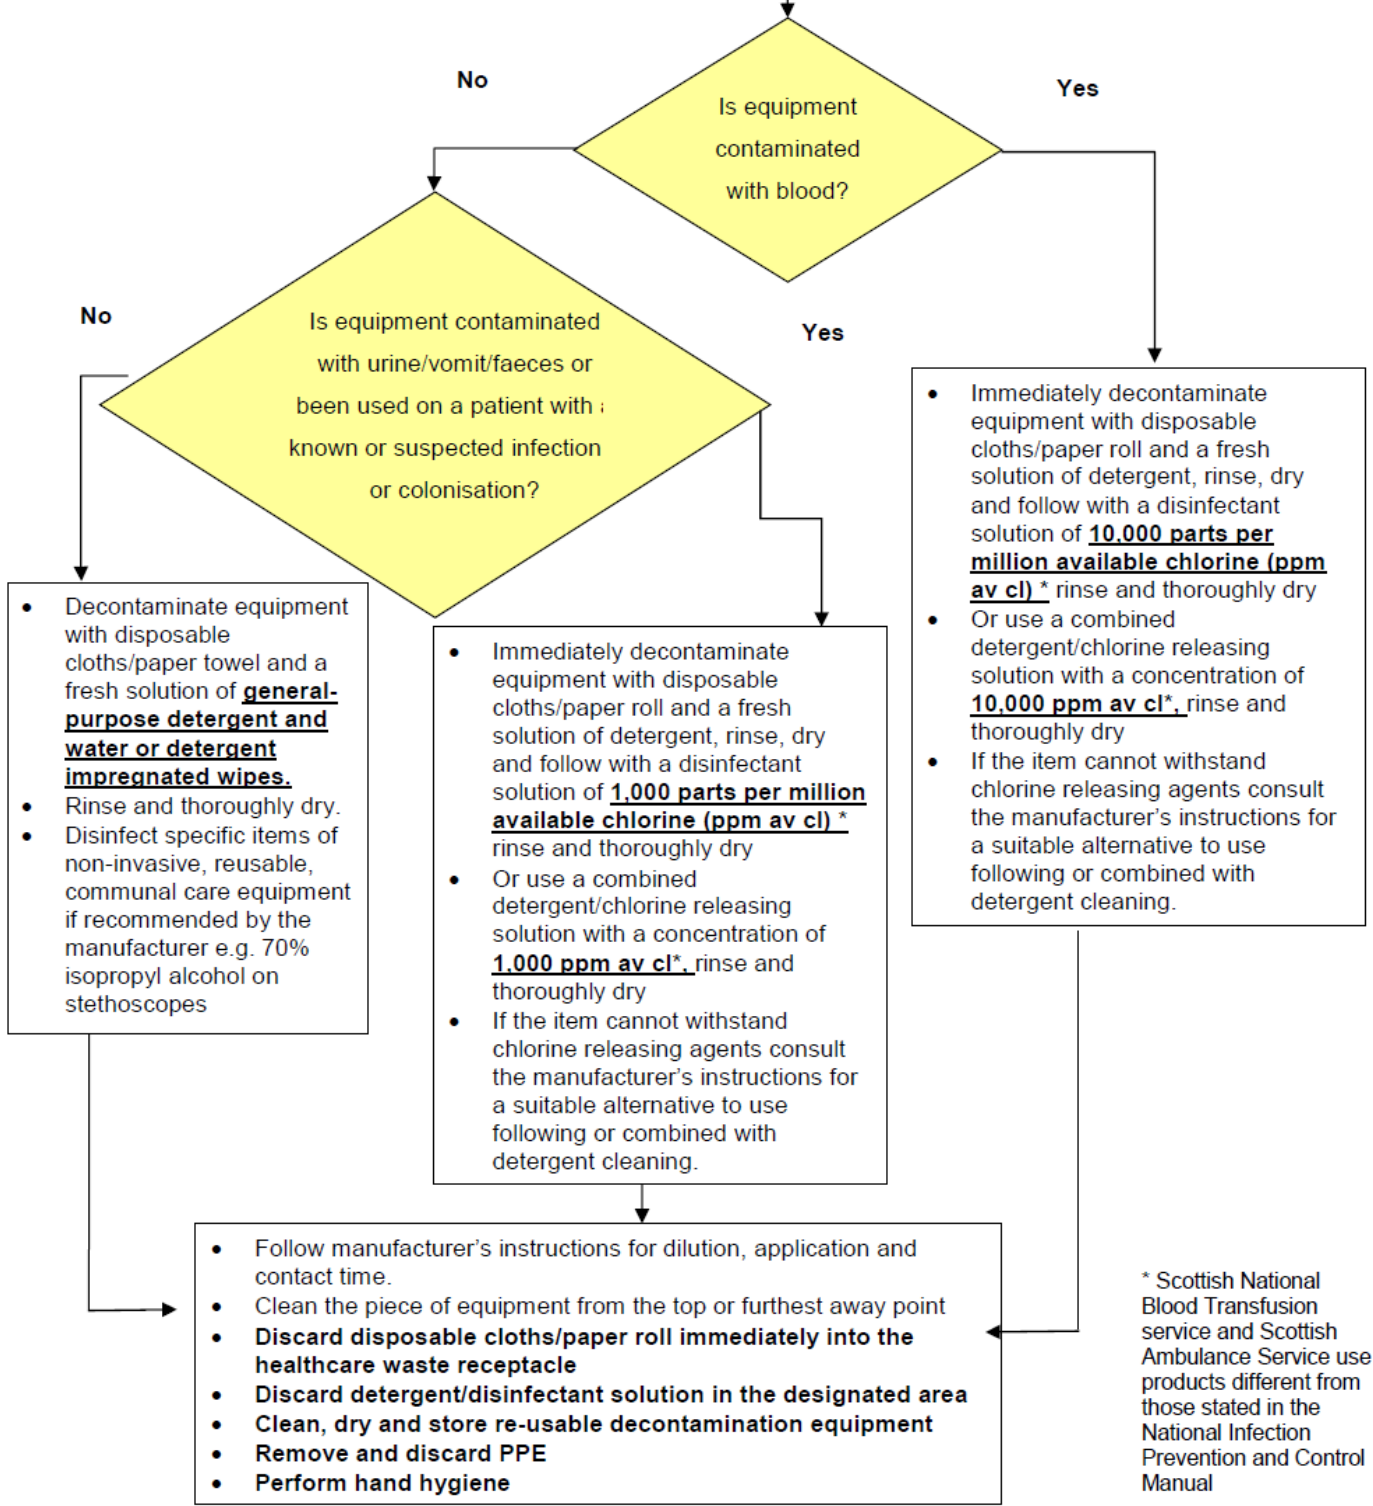 No
Yes
Is equipment
contaminated
with blood?
No
Yes
Is equipment contaminated
with urine/vomit/faeces or
been used on a patient with
known or suspected infection
or colonisation?
• Immediately decontaminate
equipment with disposable
cloths/paper roll and a fresh
solution of detergent, rinse, dry
and follow with a disinfectant
solution of 10,000 parts per
million available chlorine (ppm
av cl) * rinse and thoroughly dry
• Or use a combined
detergent/chlorine releasing
solution with a concentration of
10,000 ppm av cl*, rinse and
thoroughly dry
• If the item cannot withstand
chlorine releasing agents consult
the manufacturer's instructions for
a suitable alternative to use
following or combined with
detergent cleaning.
• Decontaminate equipment
with disposable
cloths/paper towel and a
fresh solution of general-
purpose detergent and
water or detergent
impregnated wipes.
• Rinse and thoroughly dry.
• Disinfect specific items of
non-invasive, reusable,
communal care equipment
if recommended by the
manufacturer e.g. 70%
isopropyl alcohol on
stethoscopes
• Immediately decontaminate
equipment with disposable
cloths/paper roll and a fresh
solution of detergent, rinse, dry
and follow with a disinfectant
solution of 1,000 parts per million
available chlorine (ppm av cl) *
rinse and thoroughly dry
• Or use a combined
detergent/chlorine releasing
solution with a concentration of
1,000 ppm av cl*, rinse and
thoroughly dry
• If the item cannot withstand
chlorine releasing agents consult
the manufacturer's instructions for
a suitable alternative to use
following or combined with
detergent cleaning.
• Follow manufacturer's instructions for dilution, application and
contact time.
• Clean the piece of equipment from the top or furthest away point
• Discard disposable cloths/paper roll immediately into the
healthcare waste receptacle
• Discard detergent/disinfectant solution in the designated area
• Clean, dry and store re-usable decontamination equipment
• Remove and discard PPE
• Perform hand hygiene
* Scottish National
Blood Transfusion
service and Scottish
Ambulance Service use
products different from
those stated in the
National Infection
Prevention and Control
Manual